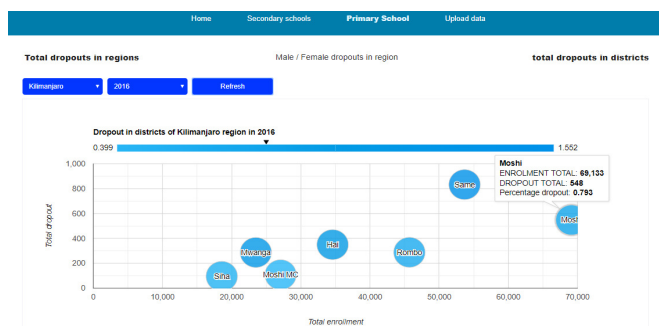 Home Secondary schools Primary School Upload data
Total dropouts in regions Male / Female dropouts in region total dropouts in districts
Kilimanjaro 2016 Refresh
Dropout in districts of Kilimanjaro region in 2016
0.399 1.552
Moshi
ENROLMENT TOTAL: 69,133
DROPOUT TOTAL: 548
Percentage dropout: 0.793
1,000
800
600
400
200
0
Total dropout
Same
Mosh
Hai
Mwanga
Rombo
Siha
Moshi MC
0 10,000 20,000 30,000 40,000 50,000 60,000 70,000
Total enrollment